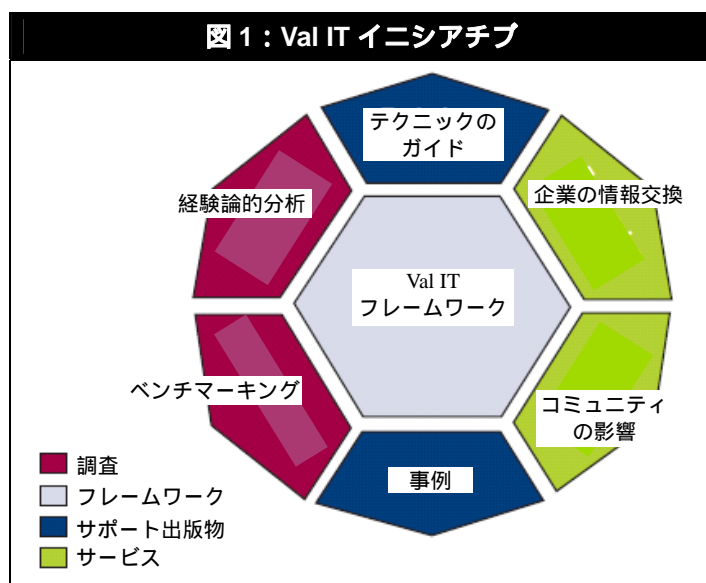 図 1：Val IT イニシアチブ
テクニックの
ガイド
経験論的分析
企業の情報交換
Val IT
フレームワーク
ベンチマーキング
コミュニティ
の影響
事例
調査
フレームワーク
サポート出版物
サービス